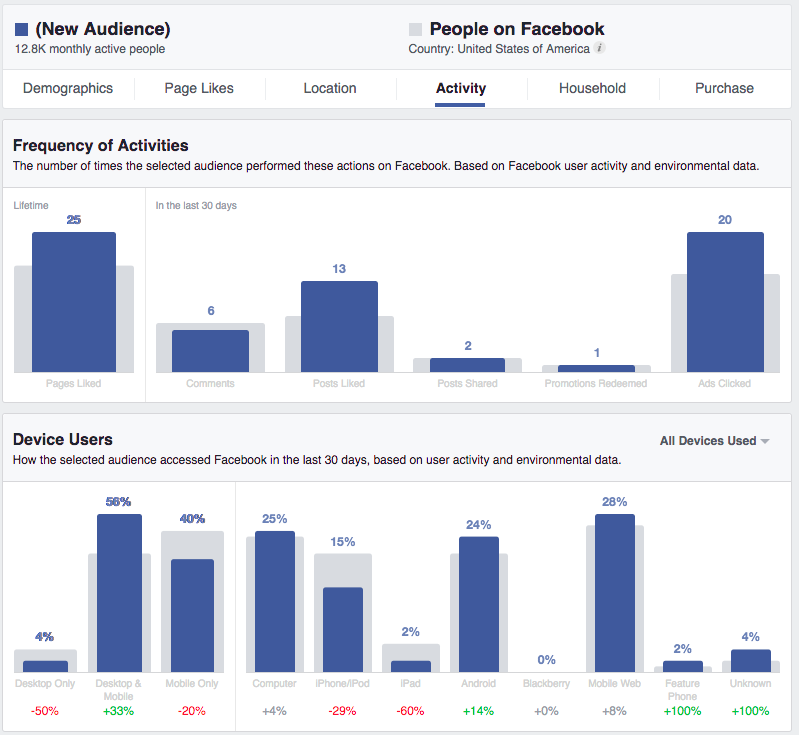 (New Audience)
12.8K monthly active people
People on Facebook
Country: United States of America i
Demographics Page Likes Location Activity Household Purchase
Frequency of Activities
The number of times the selected audience performed these actions on Facebook. Based on Facebook user activity and environmental data.
Lifetime In the last 30 days
25 6 13 2 1 20
Pages Liked Comments Posts Liked Posts Shared Promotions Redeemed Ads Clicked
Device Users
All Devices Used
How the selected audience accessed Facebook in the last 30 days, based on user activity and environmental data.
4% 56% 40% 25% 15% 2% 24% 0% 28% 2% 4%
Desktop Only Desktop & Mobile Only Computer iPhone/iPod iPad Android Blackberry Mobile Web Feature Unknown
Mobile Phone
-50% +33% -20% +4% -29% -60% +14% +0% +8% +100% +100%